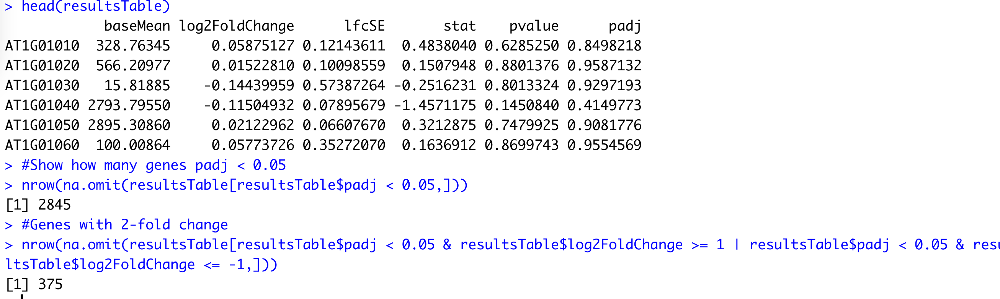 > head(resultsTable)
baseMean log2FoldChange lfcSE stat pvalue padj
AT1G01010 328.76345 0.05875127 0.12143611 0.4838040 0.6285250 0.8498218
AT1G01020 566.20977 0.01522810 0.10098559 0.1507948 0.8801376 0.9587132
AT1G01030 15.81885 -0.14439959 0.57387264 -0.2516231 0.8013324 0.9297193
AT1G01040 2793.79550 -0.11504932 0.07895679 -1.4571175 0.1450840 0.4149773
AT1G01050 2895.30860 0.02122962 0.06607670 0.3212875 0.7479925 0.9081776
AT1G01060 100.00864 0.05773726 0.35272070 0.1636912 0.8699743 0.9554569
> #Show how many genes padj < 0.05
> nrow(na.omit(resultsTable[resultsTable$padj < 0.05,]))
[1] 2845
> #Genes with 2-fold change
> nrow(na.omit(resultsTable[resultsTable$padj < 0.05 & resultsTable$log2FoldChange >= 1 | resultsTable$padj < 0.05 & resu
ltsTable$log2FoldChange <= -1,]))
[1] 375